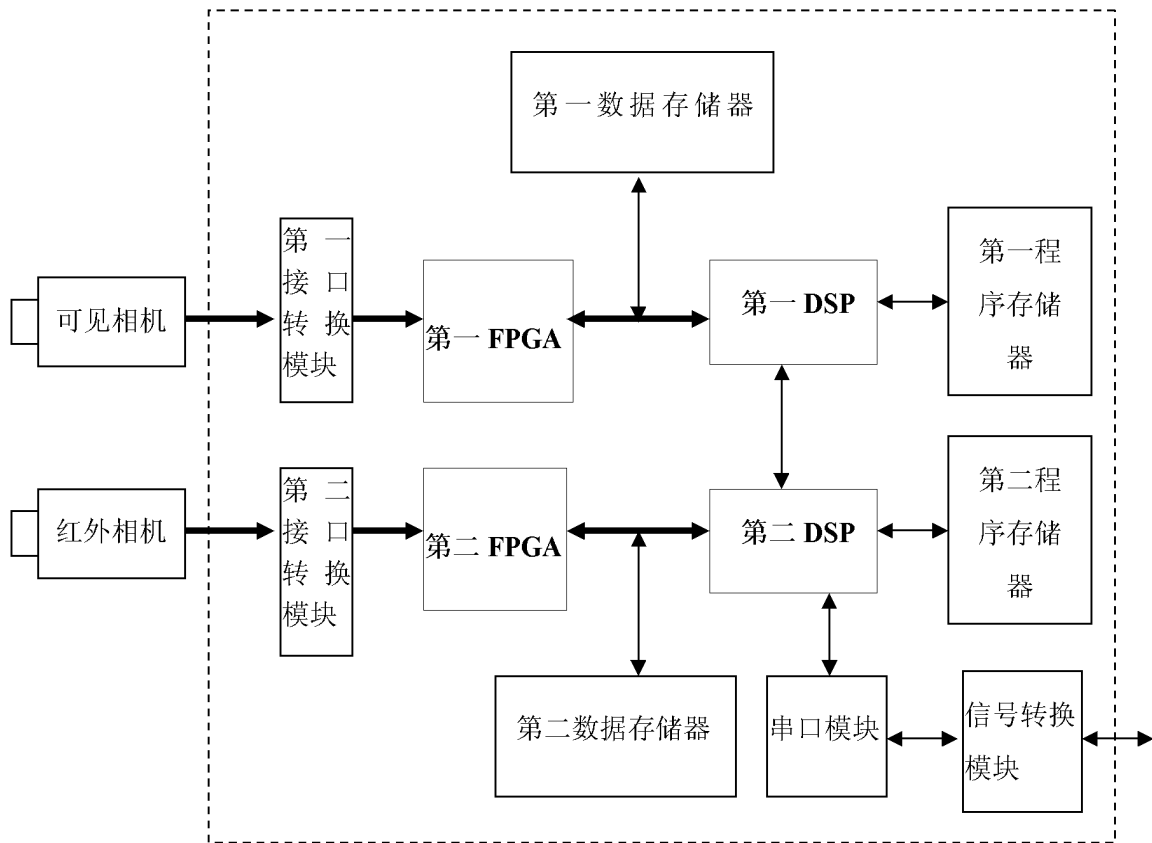 第一数据存储器
第一
接口
转换
模块
第一程
序存储
器
第一 DSP
可见相机
第一 FPGA
第二
接口
转换
模块
第二程
序存储
器
红外相机
第二 FPGA
第二 DSP
第二数据存储器
串口模块
信号转换
模块